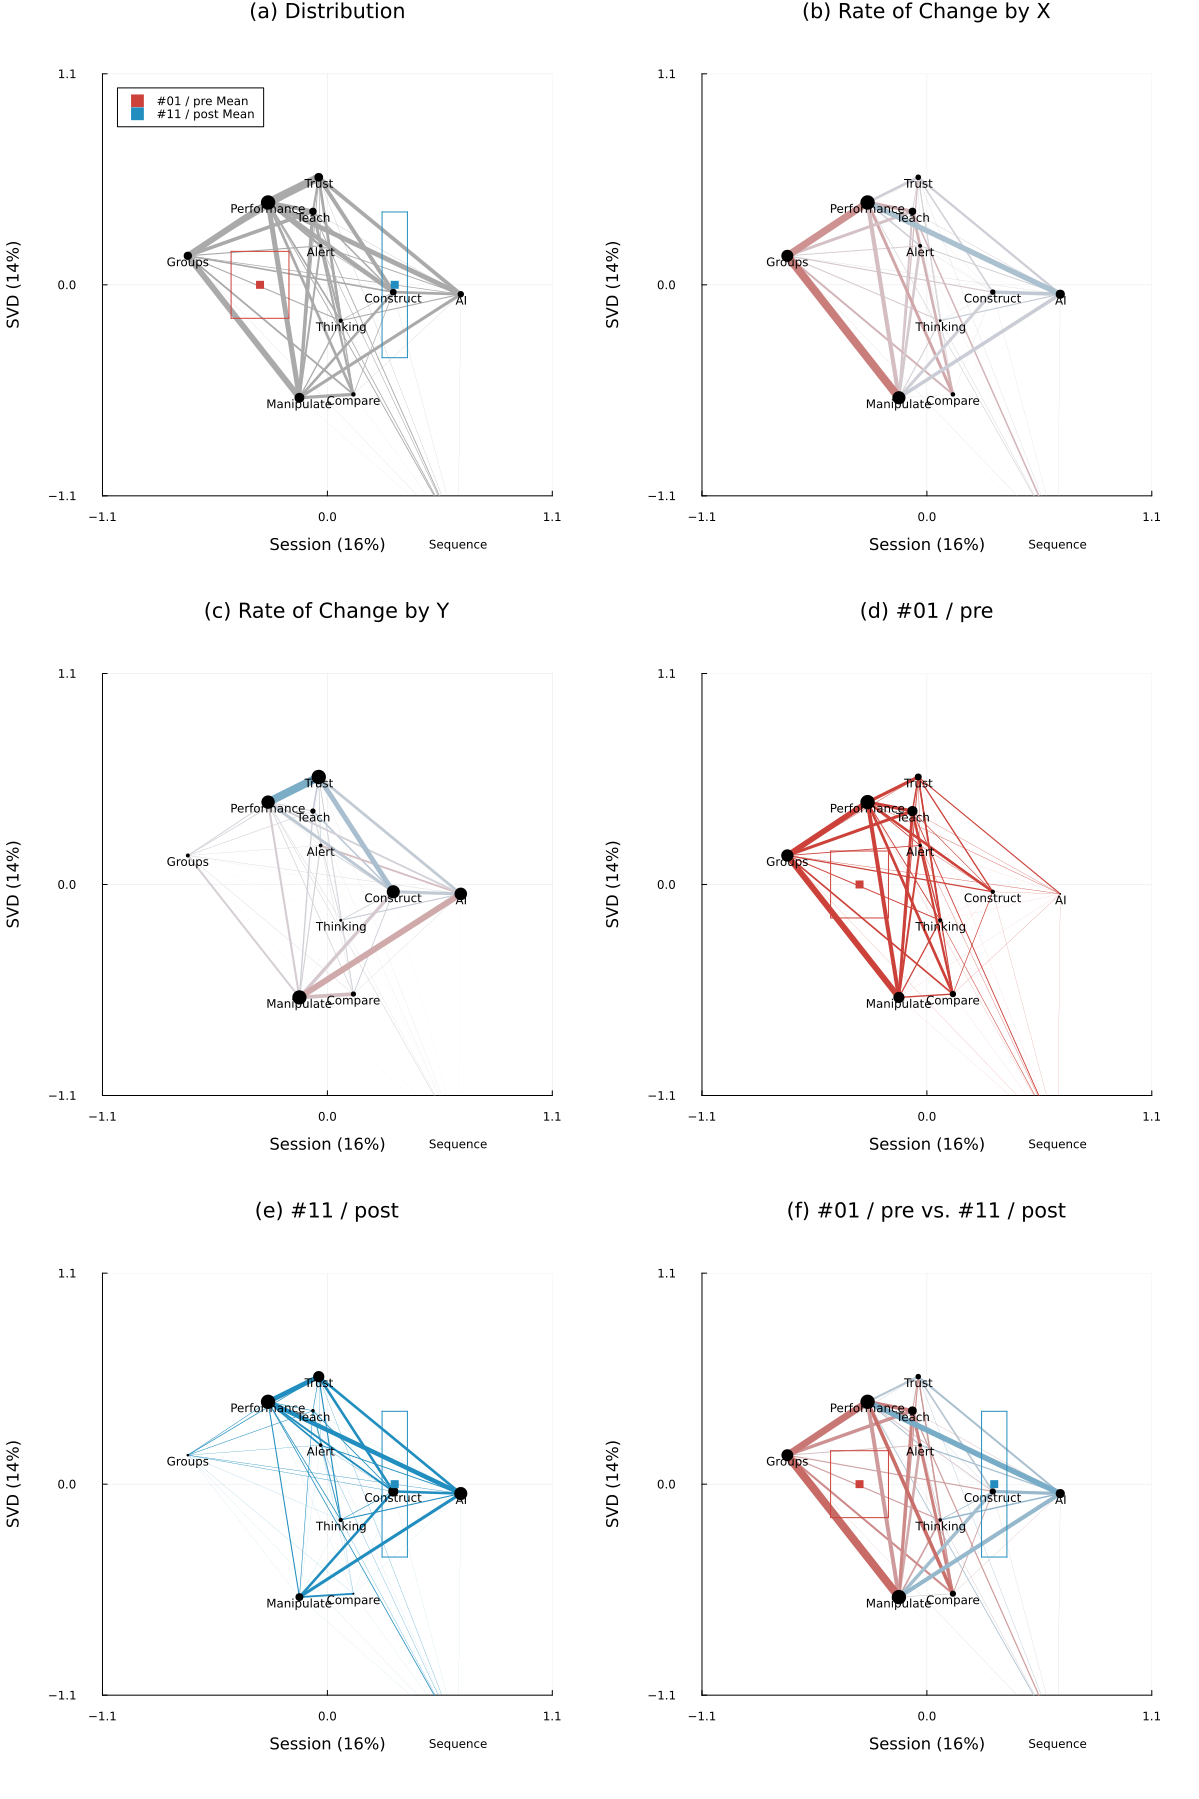 (a) Distribution
1.1
#01 / pre Mean
#11 / post Mean
Trust
Performance
Teach
Alert
Groups
SVD (14%)
0.0
Construct
AI
Thinking
Manipulate
Compare
−1.1
−1.1
0.0
1.1
Session (16%)
Sequence
(b) Rate of Change by X
1.1
Trust
Performance
Teach
Alert
Groups
SVD (14%)
0.0
Construct
AI
Thinking
Manipulate
Compare
−1.1
−1.1
0.0
1.1
Session (16%)
Sequence
(c) Rate of Change by Y
1.1
Trust
Performance
Teach
Alert
Groups
SVD (14%)
0.0
Construct
AI
Thinking
Manipulate
Compare
−1.1
−1.1
0.0
1.1
Session (16%)
Sequence
(d) #01 / pre
1.1
Trust
Performance
Teach
Alert
Groups
SVD (14%)
0.0
Construct
AI
Thinking
Manipulate
Compare
−1.1
−1.1
0.0
1.1
Session (16%)
Sequence
(e) #11 / post
1.1
Trust
Performance
Teach
Alert
Groups
SVD (14%)
0.0
Construct
AI
Thinking
Manipulate
Compare
−1.1
−1.1
0.0
1.1
Session (16%)
Sequence
(f) #01 / pre vs. #11 / post
1.1
Trust
Performance
Teach
Alert
Groups
SVD (14%)
0.0
Construct
AI
Thinking
Manipulate
Compare
−1.1
−1.1
0.0
1.1
Session (16%)
Sequence